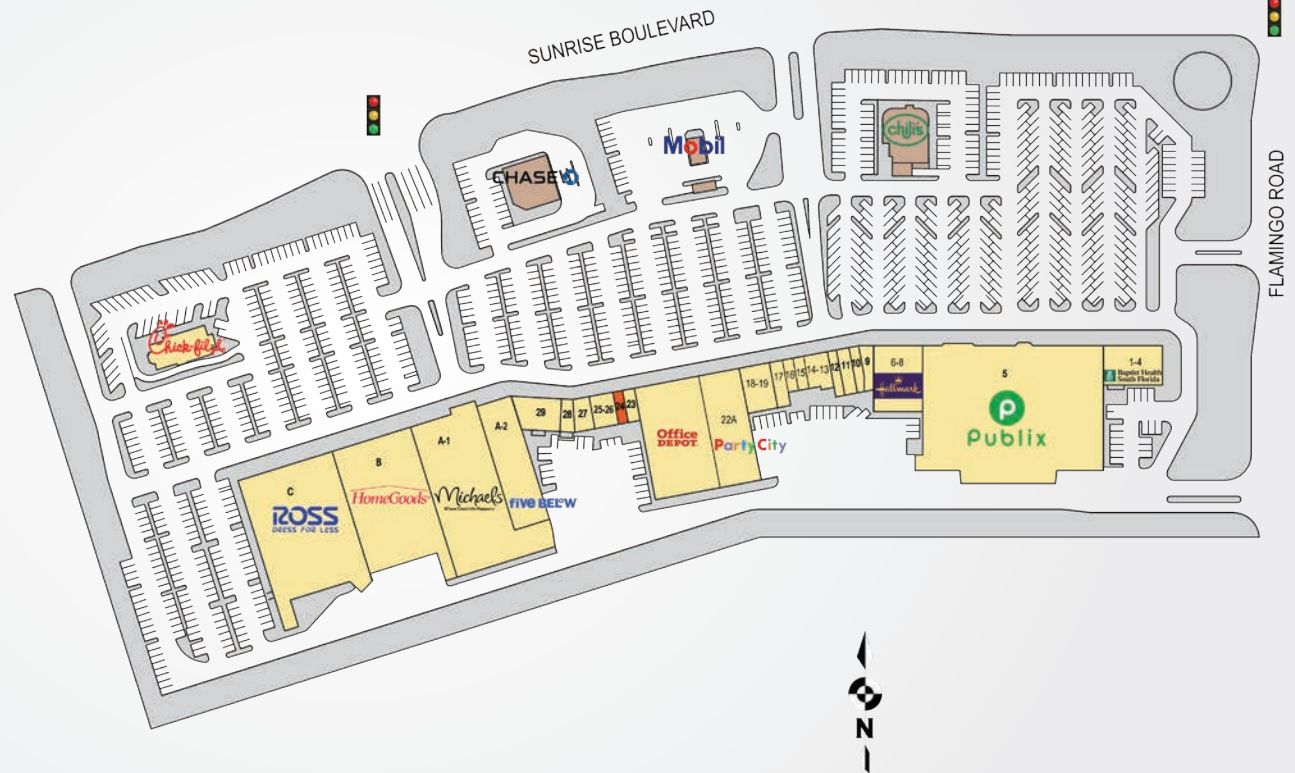 SUNRISE BOULEVARD
FLAMINGO ROAD
chili's
Mobil
CHASE
Chick-fil-A
1-4
Baptist Health
South Florida
5
Publix
6-8
Hallmark
9
10
11
12
14-13
15
16
17
18-19
22A
Party City
Office
DEPOT
23
24
25-26
27
28
29
A-2
five BEL°W
A-1
Michaels
B
HomeGoods
C
ROSS
DRESS FOR LESS
N